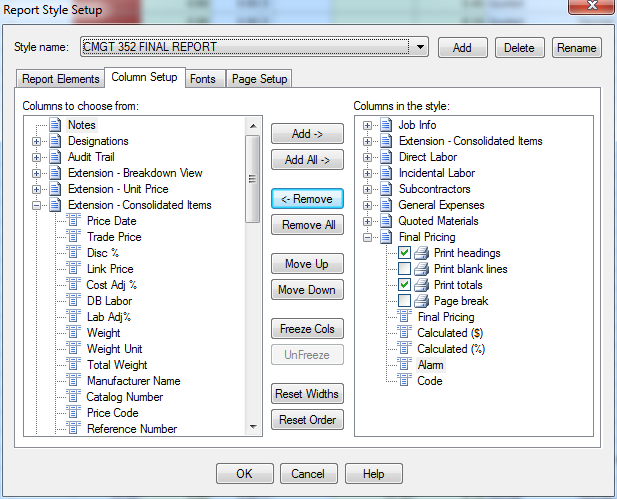 Report Style Setup
Style name:
CMGT 352 FINAL REPORT
Add
Delete
Rename
Report Elements
Column Setup
Fonts
Page Setup
Columns to choose from:
Notes
Designations
Audit Trail
Extension - Breakdown View
Extension - Unit Price
Extension - Consolidated Items
Price Date
Trade Price
Disc %
Link Price
Cost Adj %
DB Labor
Lab Adj%
Weight
Weight Unit
Total Weight
Manufacturer Name
Catalog Number
Price Code
Reference Number
Add ->
Add All ->
<- Remove
Remove All
Move Up
Move Down
Freeze Cols
UnFreeze
Reset Widths
Reset Order
Columns in the style:
Job Info
Extension - Consolidated Items
Direct Labor
Incidental Labor
Subcontractors
General Expenses
Quoted Materials
Final Pricing
Print headings
Print blank lines
Print totals
Page break
Final Pricing
Calculated ($)
Calculated (%)
Alarm
Code
OK
Cancel
Help